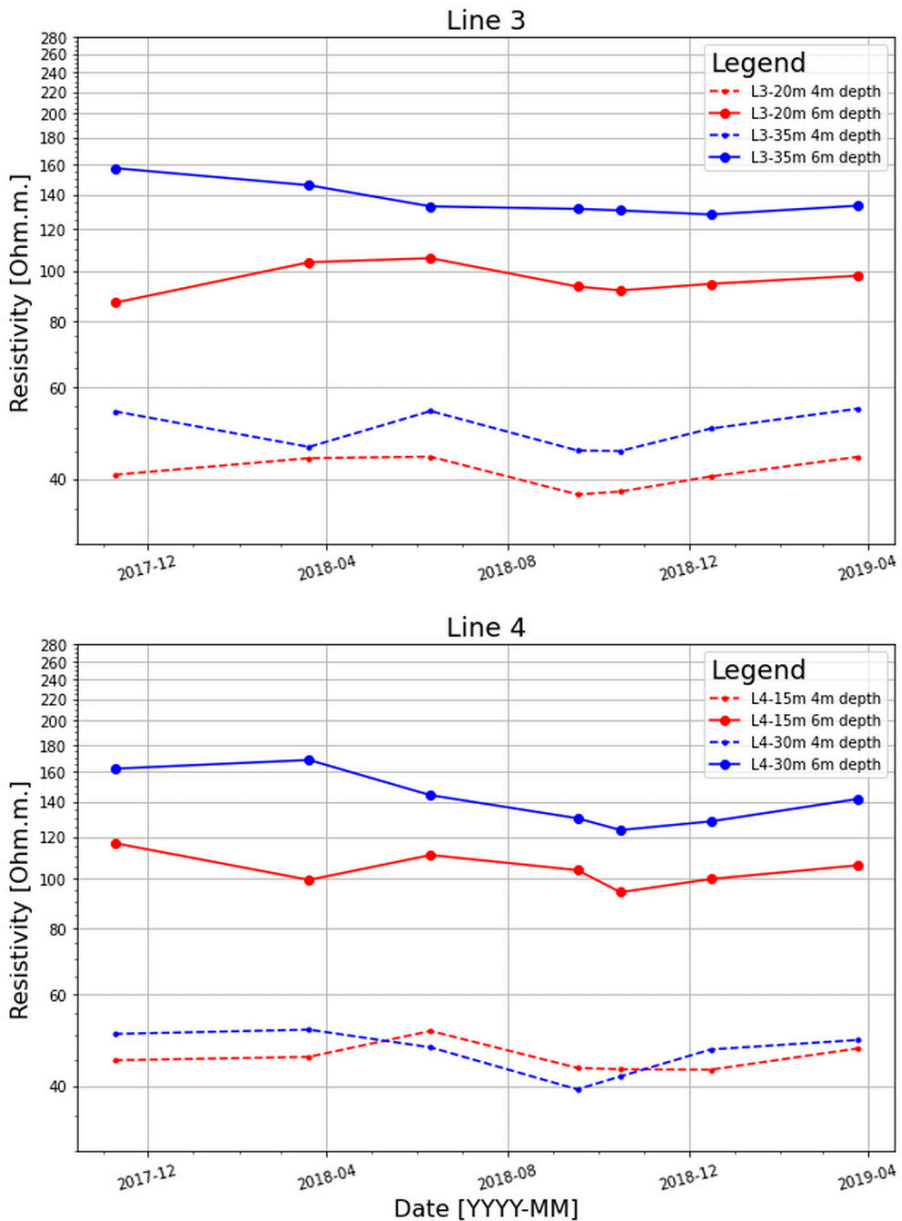 Line 3
280
260
240
220
200
180
160
140
120
100
80
60
40
Resistivity [Ohm.m.]
Legend
L3-20m 4m depth
L3-20m 6m depth
L3-35m 4m depth
L3-35m 6m depth
2017-12
2018-04
2018-08
2018-12
2019-04
Line 4
280
260
240
220
200
180
160
140
120
100
80
60
40
Resistivity [Ohm.m.]
Legend
L4-15m 4m depth
L4-15m 6m depth
L4-30m 4m depth
L4-30m 6m depth
2017-12
2018-04
2018-08
2018-12
2019-04
Date [YYYY-MM]